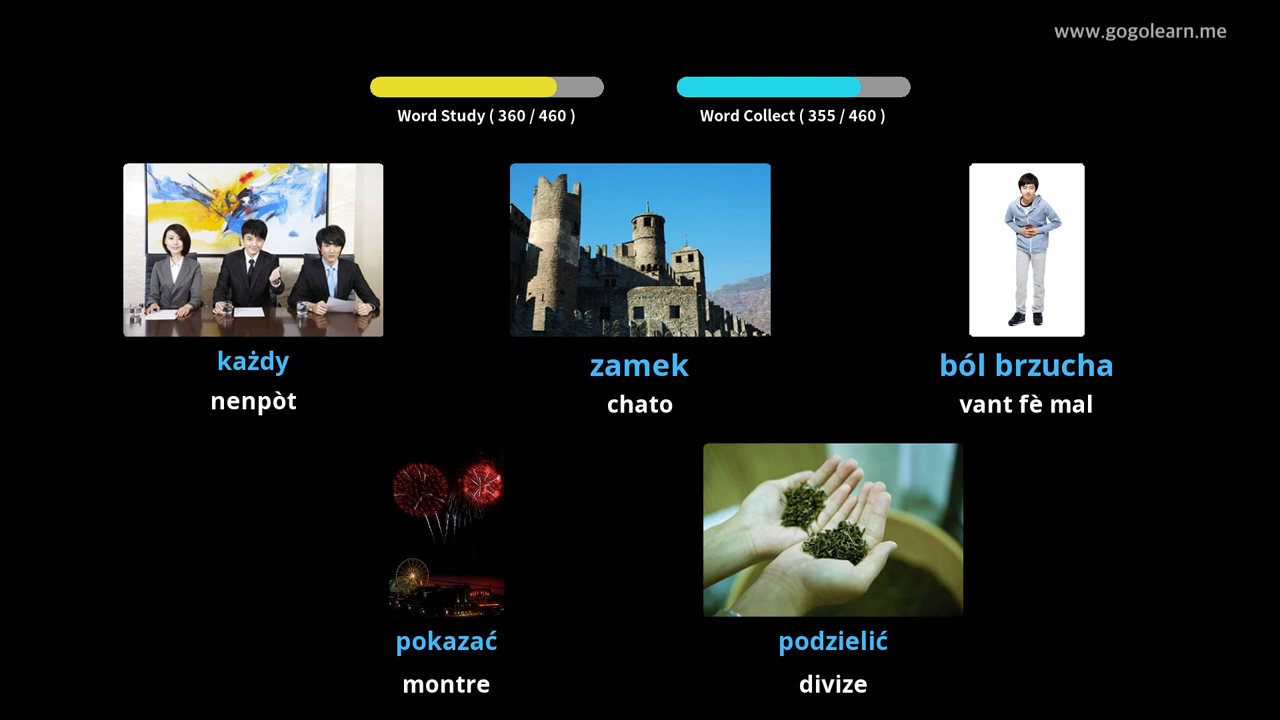 www.gogolearn.me
Word Study ( 360 / 460 )
Word Collect ( 355 / 460 )
każdy
nenpòt
zamek
chato
ból brzucha
vant fè mal
pokazać
montre
podzielić
divize